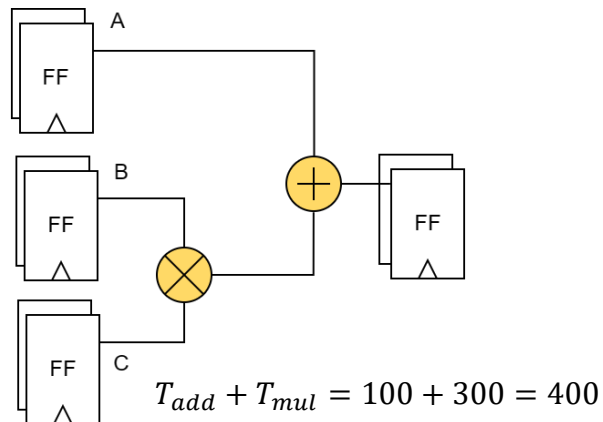 A
FF
B
FF
FF
FF
C
T_add + T_mul = 100 + 300 = 400